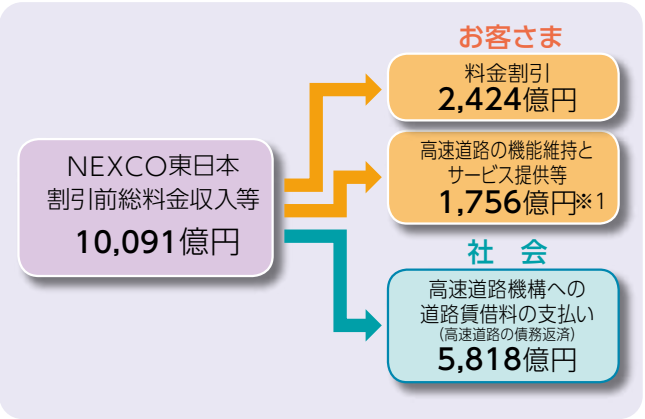 NEXCO東日本
割引前総料金収入等
10,091億円
お客さま
料金割引
2,424億円
高速道路の機能維持と
サービス提供等
1,756億円※1
社 会
高速道路機構への
道路賃借料の支払い
(高速道路の債務返済)
5,818億円